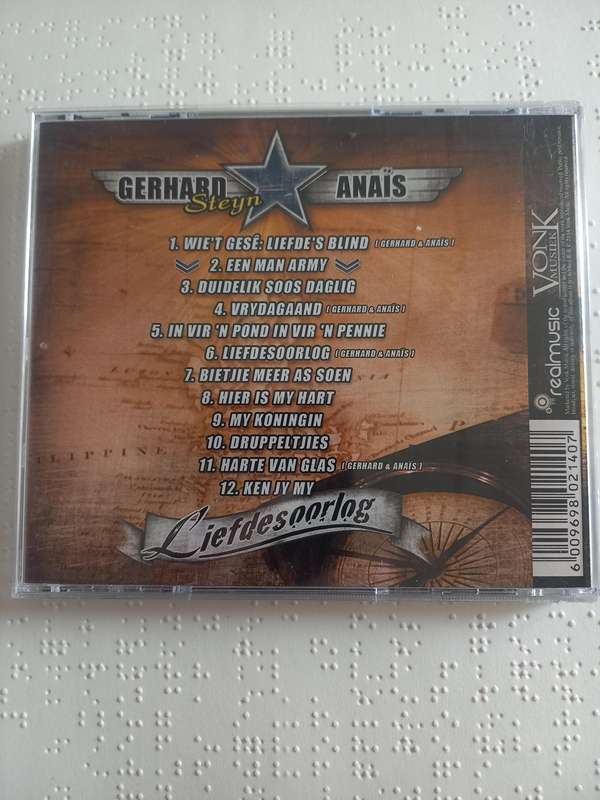 GERHARD Steyn ANAÏS
1. WIE'T GESÊ: LIEFDE'S BLIND ( GERHARD & ANAÏS )
2. EEN MAN ARMY
3. DUIDELIK SOOS DAGLIG
4. VRYDAGAAND ( GERHARD & ANAÏS )
5. IN VIR 'N POND IN VIR 'N PENNIE
6. LIEFDESOORLOG ( GERHARD & ANAÏS )
7. BIETJIE MEER AS SOEN
8. HIER IS MY HART
9. MY KONINGIN
10. DRUPPELTJIES
11. HARTE VAN GLAS ( GERHARD & ANAÏS )
12. KEN JY MY
Liefdesoorlog
ILIPPINE
VONK
MUSIEK
realmusic
6 009698 021407